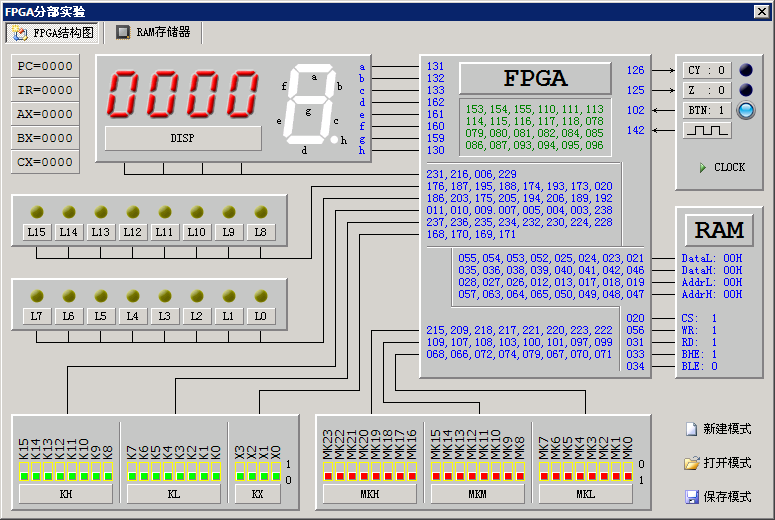 FPGA分部实验
FPGA结构图 RAM存储器
PC=0000
IR=0000
AX=0000
BX=0000
CX=0000
0000
DISP
a
b
c
d
e
f
g
h
a
b
c
d
e
f
g
h
131
132
133
162
161
160
159
130
FPGA
153, 154, 155, 110, 111, 113
114, 115, 116, 117, 118, 078
079, 080, 081, 082, 084, 085
086, 087, 093, 094, 095, 096
126
125
102
142
CY : 0
Z : 0
BTN: 1
CLOCK
231, 216, 006, 229
176, 187, 195, 188, 174, 193, 173, 020
186, 203, 175, 205, 194, 206, 189, 192
011, 010, 009, 007, 005, 004, 003, 238
237, 236, 235, 234, 232, 230, 224, 228
168, 170, 169, 171
055, 054, 053, 052, 025, 024, 023, 021
035, 036, 038, 039, 040, 041, 042, 046
028, 027, 026, 012, 013, 017, 018, 019
057, 063, 064, 065, 050, 049, 048, 047
215, 209, 218, 217, 221, 220, 223, 222
109, 107, 108, 103, 100, 101, 097, 099
068, 066, 072, 074, 079, 067, 070, 071
020
056
031
033
034
RAM
DataL: 00H
DataH: 00H
AddrL: 00H
AddrH: 00H
CS: 1
WR: 1
RD: 1
BHE: 1
BLE: 0
L15 L14 L13 L12 L11 L10 L9 L8
L7 L6 L5 L4 L3 L2 L1 L0
K15 K14 K13 K12 K11 K10 K9 K8
KH
K7 K6 K5 K4 K3 K2 K1 K0
KL
X3 X2 X1 X0
KX
1
0
MK23 MK22 MK21 MK20 MK19 MK18 MK17 MK16
MKH
MK15 MK14 MK13 MK12 MK11 MK10 MK9 MK8
MKM
MK7 MK6 MK5 MK4 MK3 MK2 MK1 MK0
MKL
0
1
新建模式
打开模式
保存模式